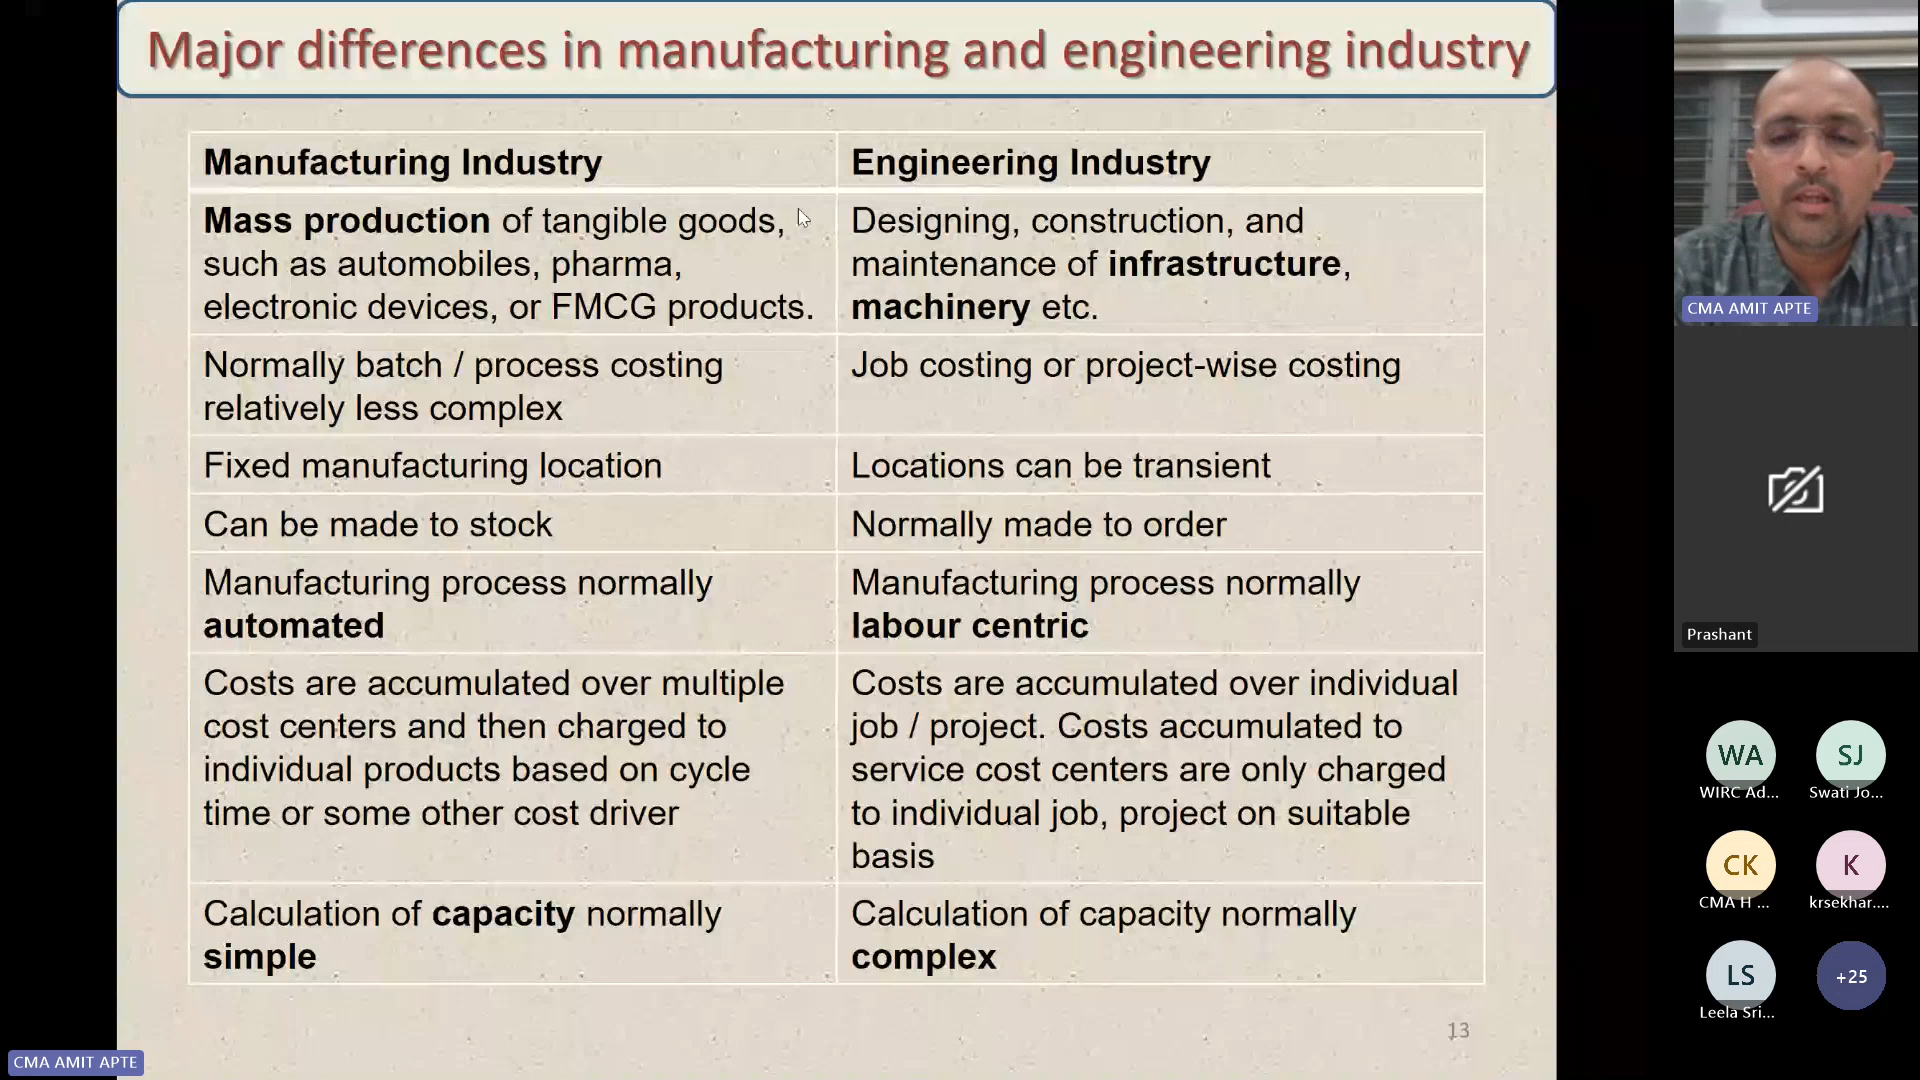 Major differences in manufacturing and engineering industry
Manufacturing Industry
Engineering Industry
Mass production of tangible goods,
such as automobiles, pharma,
electronic devices, or FMCG products.
Designing, construction, and
maintenance of infrastructure,
machinery etc.
Normally batch / process costing
relatively less complex
Job costing or project-wise costing
Fixed manufacturing location
Locations can be transient
Can be made to stock
Normally made to order
Manufacturing process normally
automated
Manufacturing process normally
labour centric
Costs are accumulated over multiple
cost centers and then charged to
individual products based on cycle
time or some other cost driver
Costs are accumulated over individual
job / project. Costs accumulated to
service cost centers are only charged
to individual job, project on suitable
basis
Calculation of capacity normally
simple
Calculation of capacity normally
complex
13
CMA AMIT APTE
CMA AMIT APTE
Prashant
WA
WIRC Ad...
SJ
Swati Jo...
CK
CMA H ...
K
krsekhar....
LS
Leela Sri...
+25